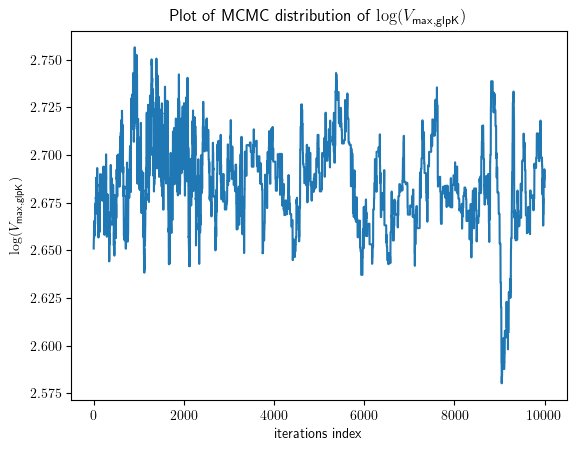 Plot of MCMC distribution of log(V_max,glpK)
log(V_max,glpK)
2.750
2.725
2.700
2.675
2.650
2.625
2.600
2.575
0 2000 4000 6000 8000 10000
iterations index